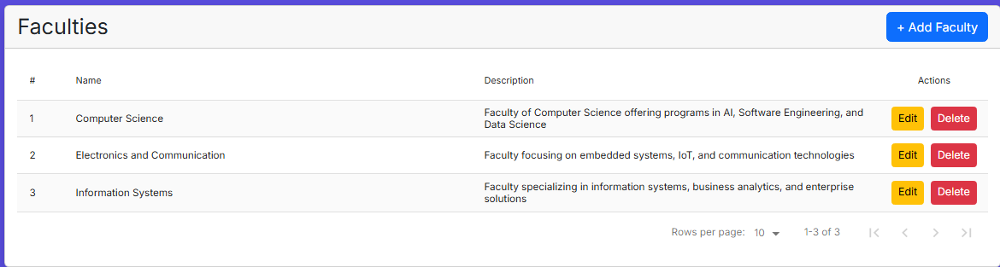 Faculties
+ Add Faculty
# Name Description Actions
1 Computer Science Faculty of Computer Science offering programs in AI, Software Engineering, and
Data Science Edit Delete
2 Electronics and Communication Faculty focusing on embedded systems, IoT, and communication technologies Edit Delete
3 Information Systems Faculty specializing in information systems, business analytics, and enterprise
solutions Edit Delete
Rows per page: 10 1-3 of 3